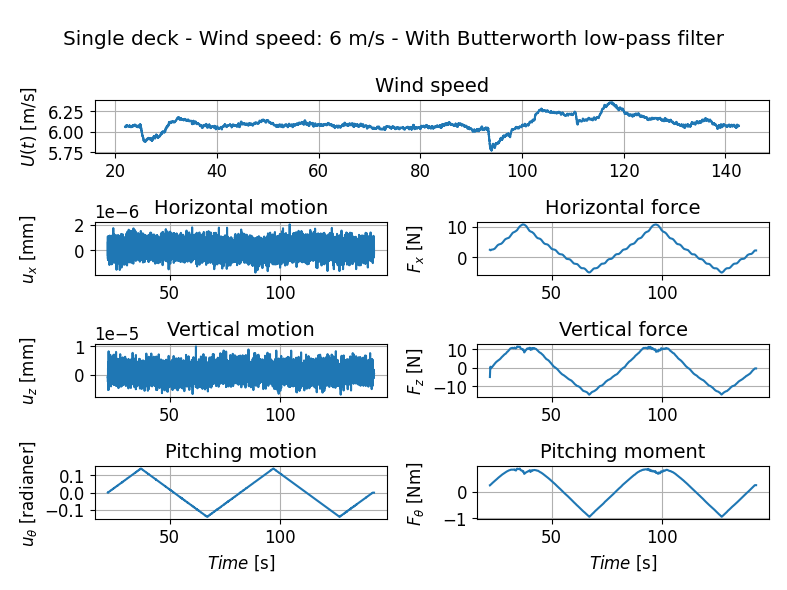 Single deck - Wind speed: 6 m/s - With Butterworth low-pass filter
Wind speed
U(t) [m/s]
6.25
6.00
5.75
20 40 60 80 100 120 140
1e−6 Horizontal motion
u_x [mm]
2
0
50 100
Horizontal force
F_x [N]
10
0
50 100
1e−5 Vertical motion
u_z [mm]
1
0
50 100
Vertical force
F_z [N]
10
0
−10
50 100
Pitching motion
u_θ [radianer]
0.1
0.0
−0.1
50 100
Time [s]
Pitching moment
F_θ [Nm]
0
−1
50 100
Time [s]